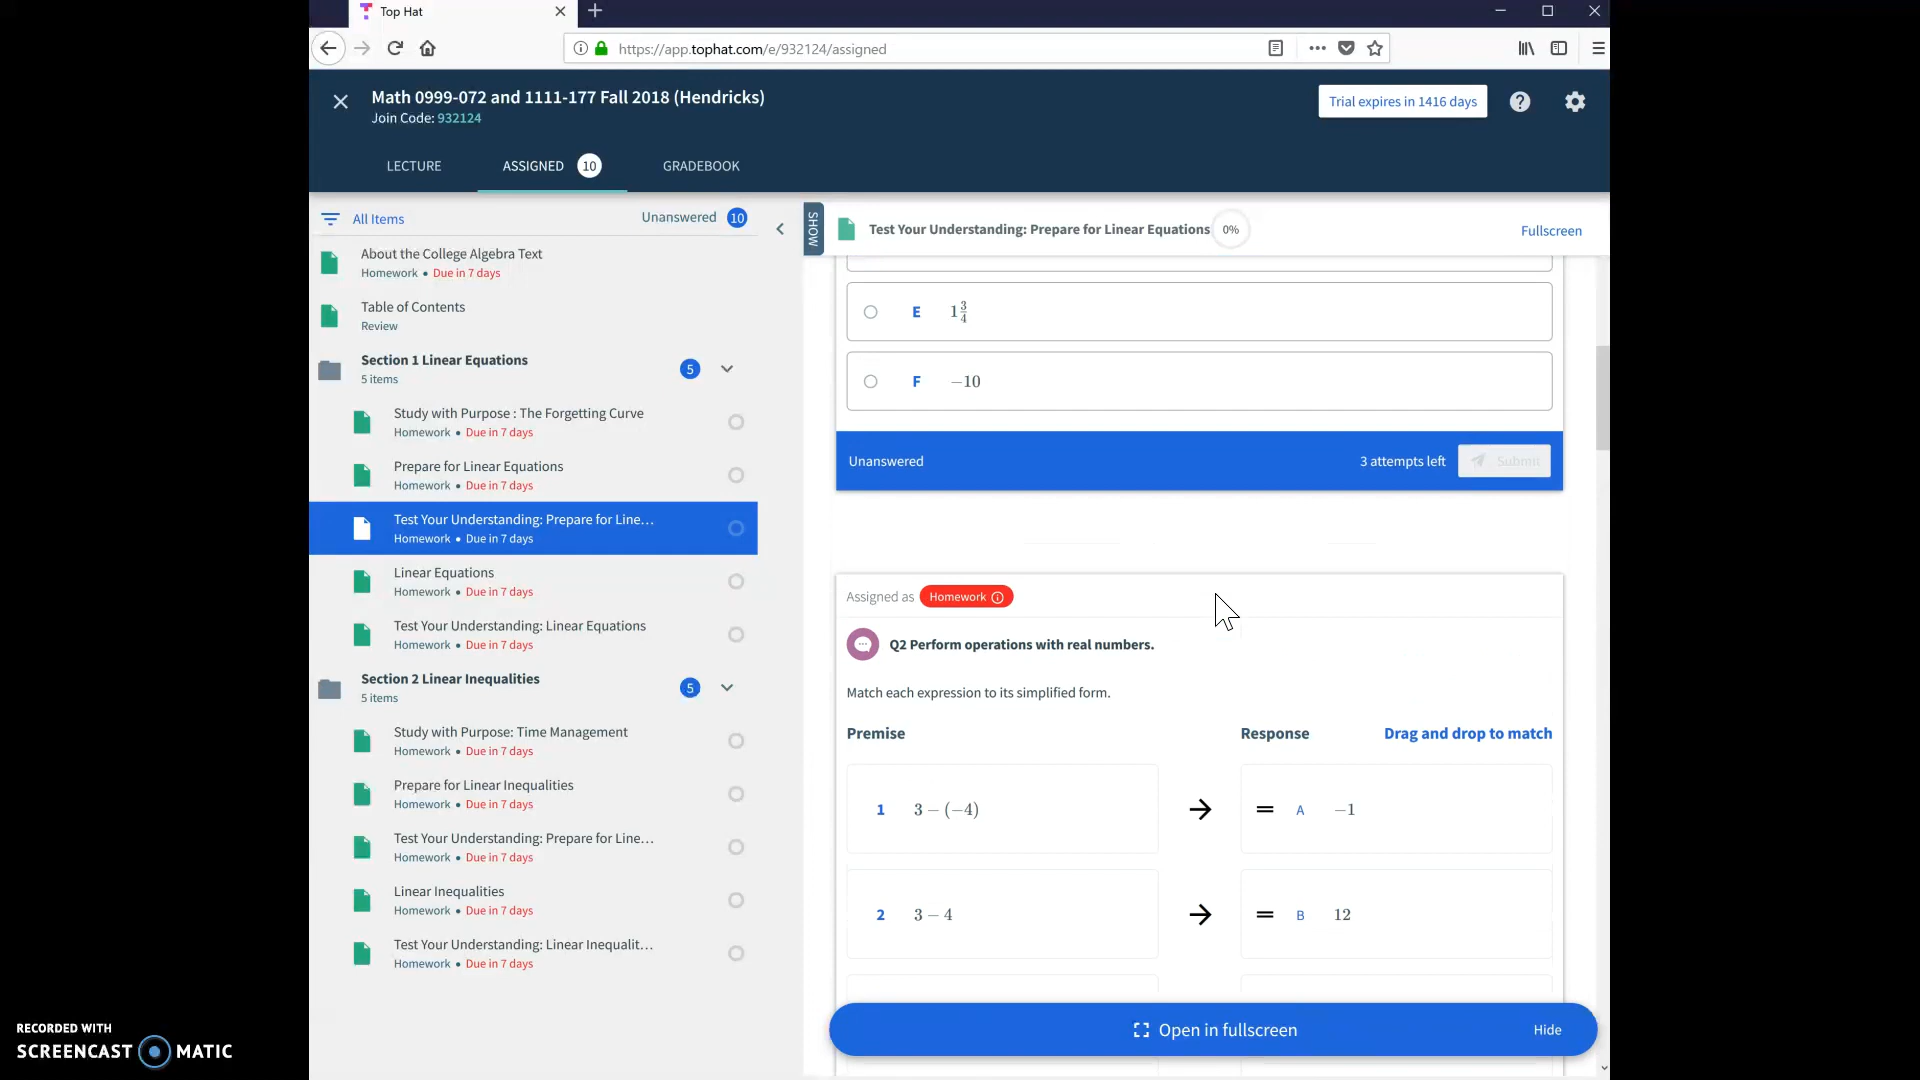 Top Hat
https://app.tophat.com/e/932124/assigned
Math 0999-072 and 1111-177 Fall 2018 (Hendricks)
Join Code: 932124
Trial expires in 1416 days
LECTURE
ASSIGNED 10
GRADEBOOK
All Items
Unanswered 10
About the College Algebra Text
Homework • Due in 7 days
Table of Contents
Review
Section 1 Linear Equations
5 items
5
Study with Purpose : The Forgetting Curve
Homework • Due in 7 days
Prepare for Linear Equations
Homework • Due in 7 days
Test Your Understanding: Prepare for Line...
Homework • Due in 7 days
Linear Equations
Homework • Due in 7 days
Test Your Understanding: Linear Equations
Homework • Due in 7 days
Section 2 Linear Inequalities
5 items
5
Study with Purpose: Time Management
Homework • Due in 7 days
Prepare for Linear Inequalities
Homework • Due in 7 days
Test Your Understanding: Prepare for Line...
Homework • Due in 7 days
Linear Inequalities
Homework • Due in 7 days
Test Your Understanding: Linear Inequalit...
Homework • Due in 7 days
SHOW
Test Your Understanding: Prepare for Linear Equations 0%
Fullscreen
E 1 3/4
F −10
Unanswered
3 attempts left
Submit
Assigned as Homework
Q2 Perform operations with real numbers.
Match each expression to its simplified form.
Premise
Response
Drag and drop to match
1 3 − (−4)
A −1
2 3 − 4
B 12
Open in fullscreen
Hide
RECORDED WITH
SCREENCAST MATIC